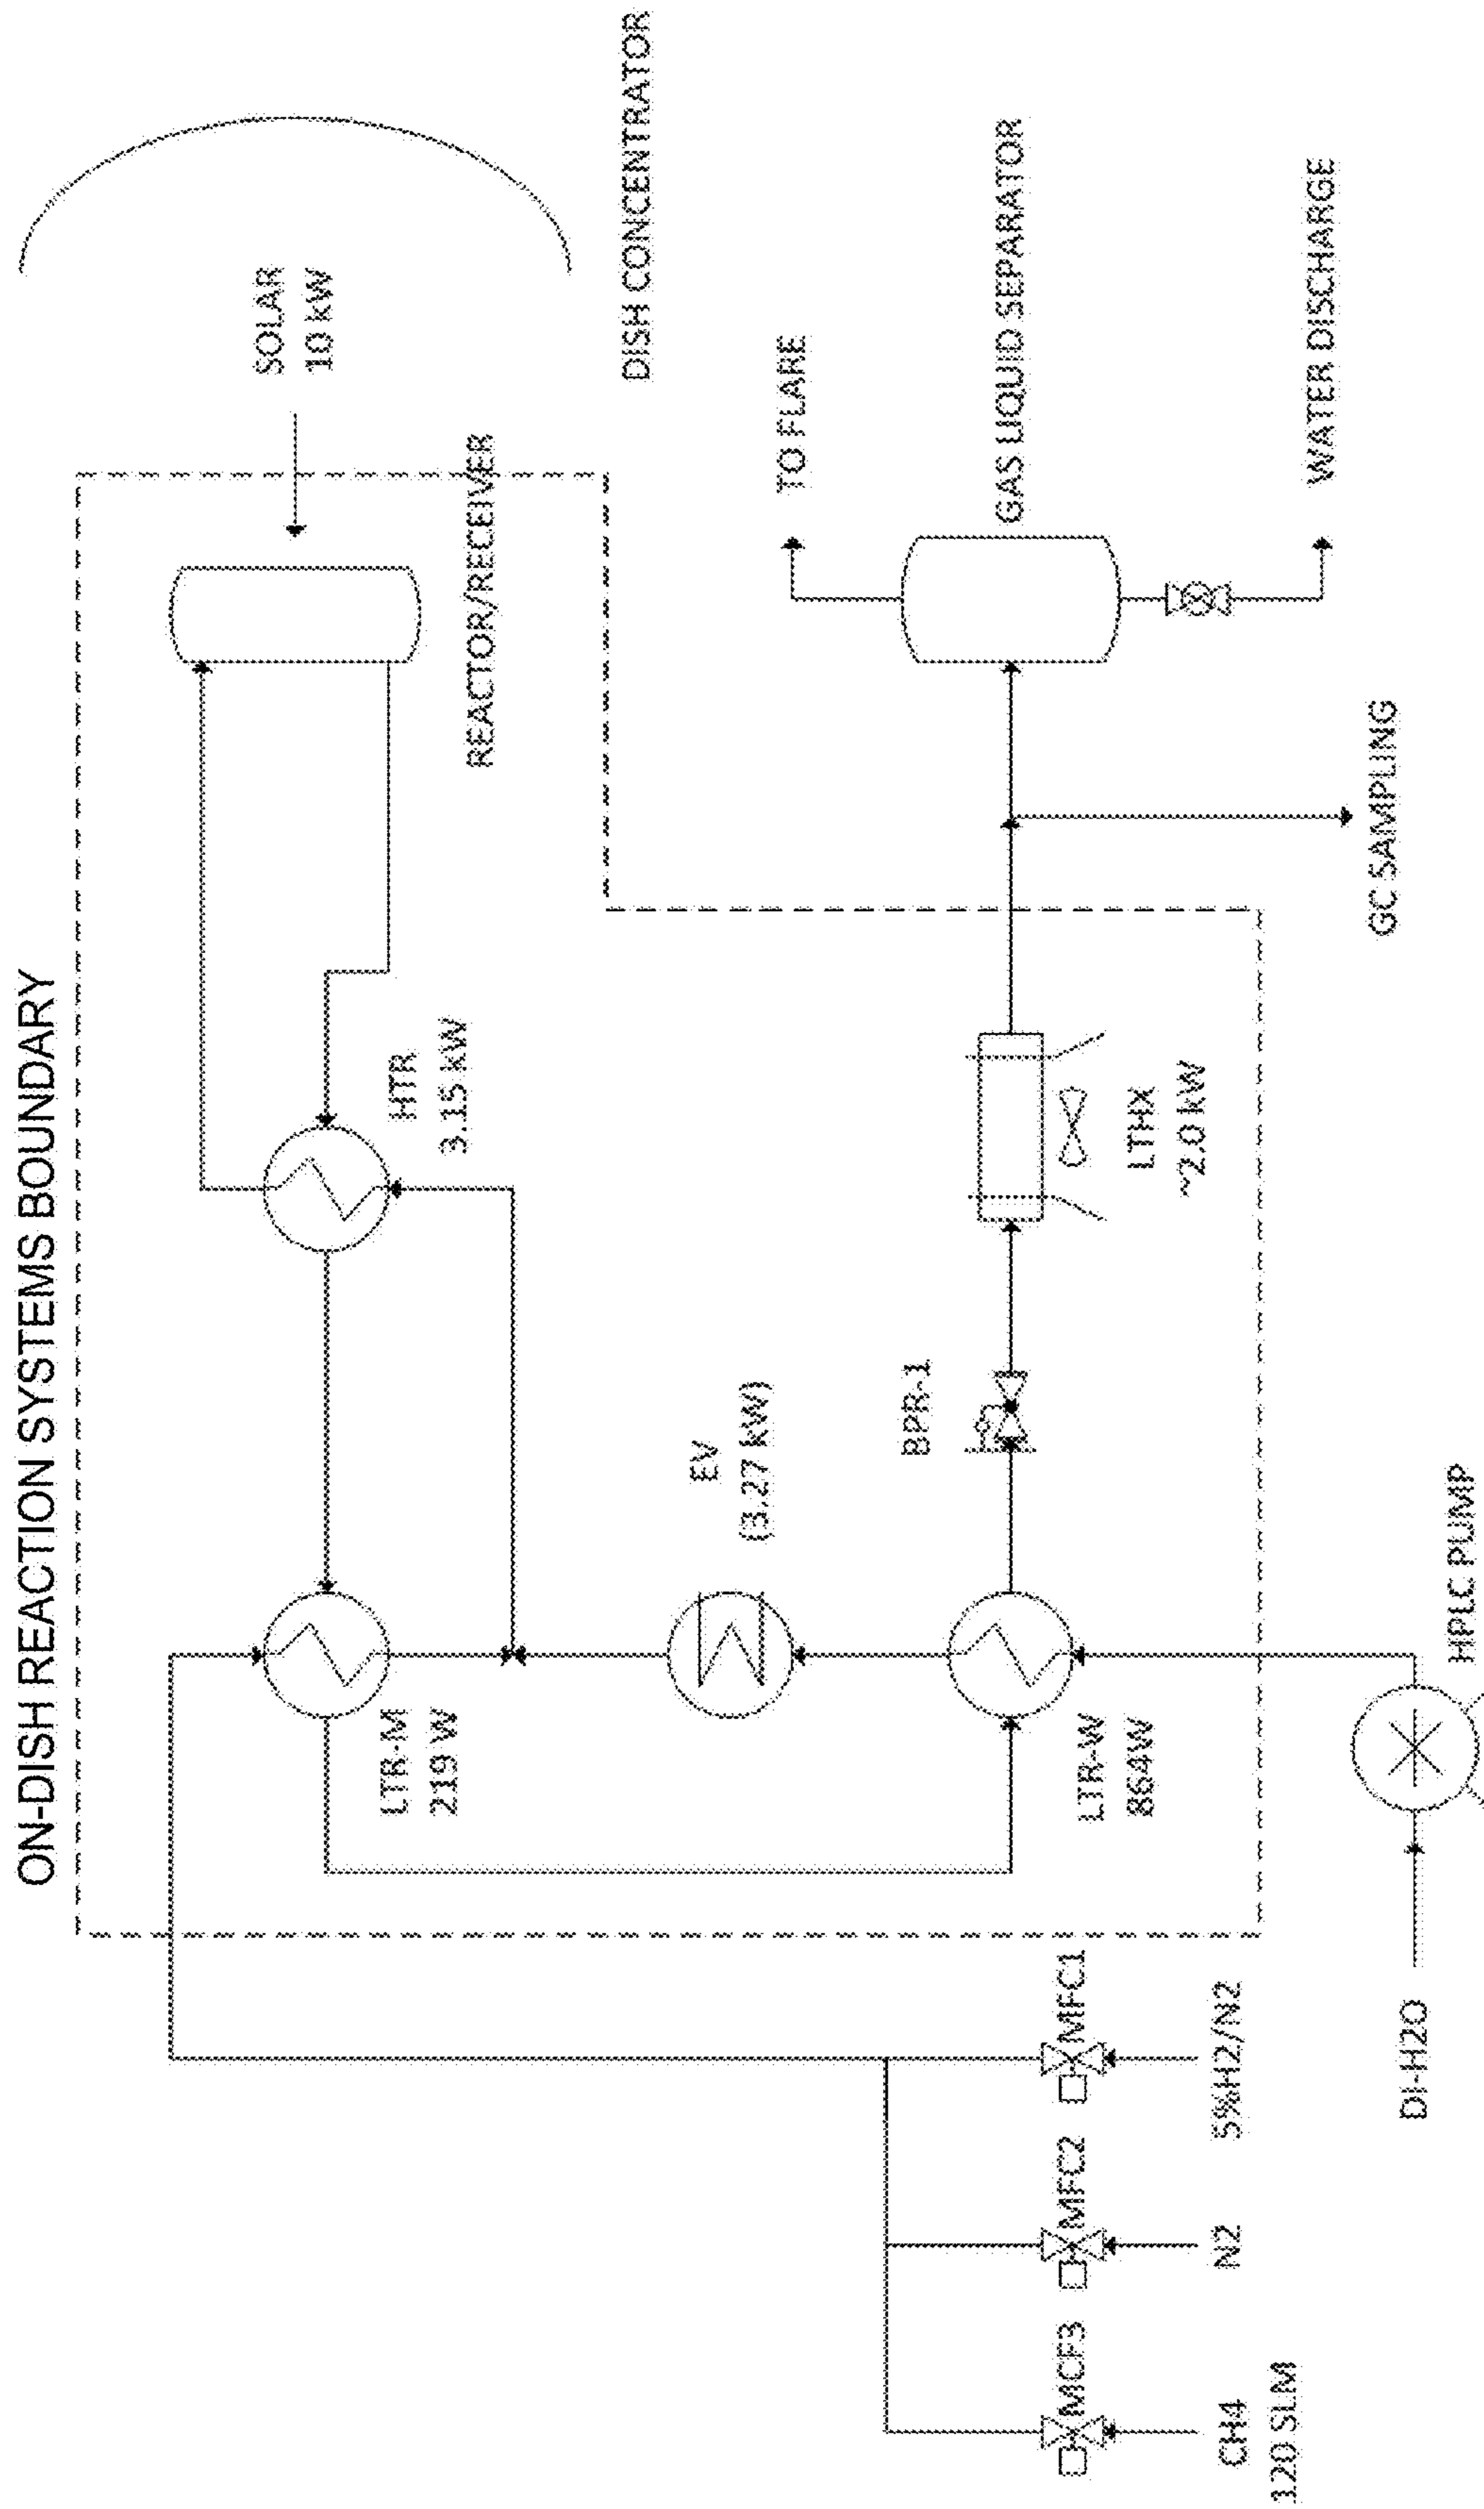 ON-DISH REACTION SYSTEMS BOUNDARY
SOLAR
10 kW
DISH CONCENTRATOR
REACTOR/RECEIVER
HTR
3.15 kW
LTR-M
219 W
EV
(3.27 kW)
TO FLARE
GAS LIQUID SEPARATOR
WATER DISCHARGE
GC SAMPLING
BPR-1
LTHX
~2.0 kW
LTR-W
864W
HPLC PUMP
DI-H2O
MFC1
5%H2/N2
MFC2
N2
MCF3
CH4
120 SLM